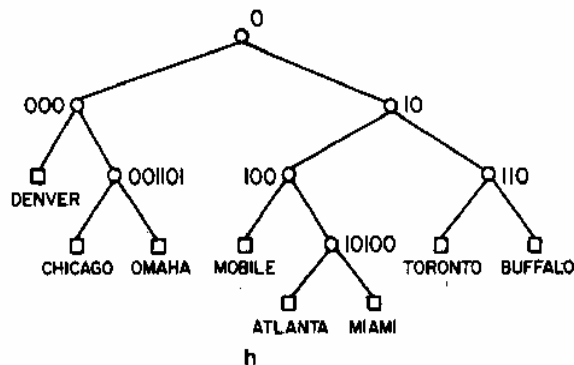 0
000 10
001101 100 110
DENVER
10100
CHICAGO OMAHA MOBILE TORONTO BUFFALO
ATLANTA MIAMI
h